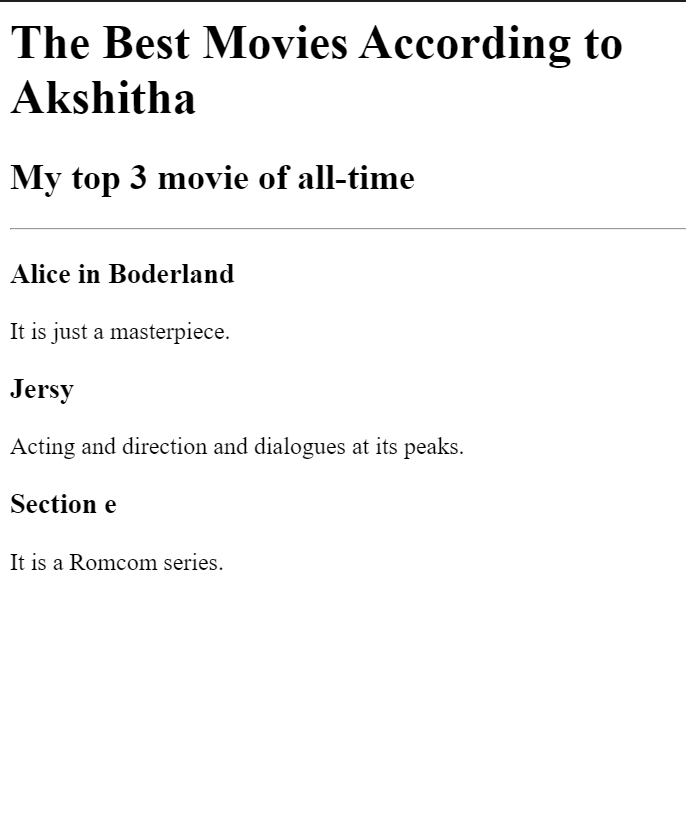 The Best Movies According to
Akshitha
My top 3 movie of all-time
Alice in Boderland
It is just a masterpiece.
Jersy
Acting and direction and dialogues at its peaks.
Section e
It is a Romcom series.